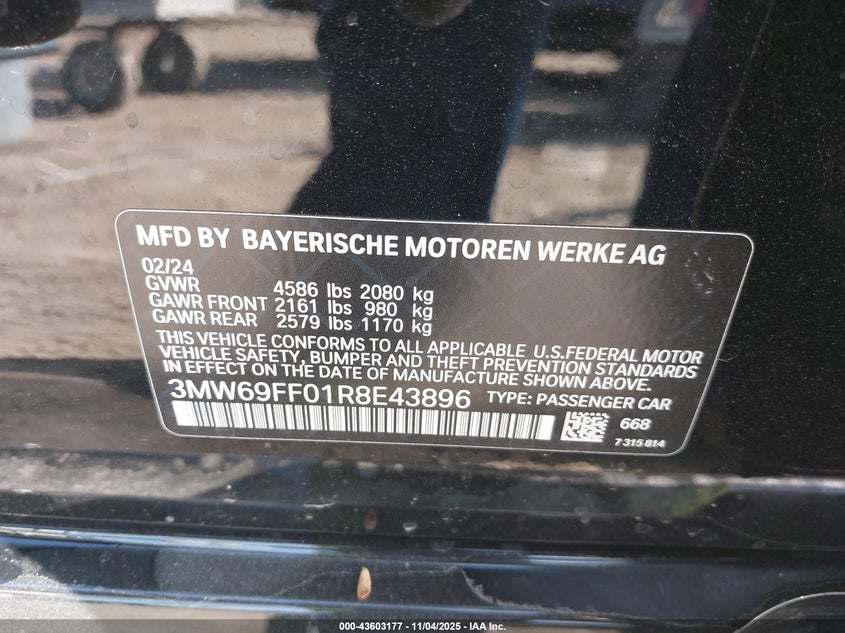 MFD BY BAYERISCHE MOTOREN WERKE AG
02/24
GVWR 4586 lbs 2080 kg
GAWR FRONT 2161 lbs 980 kg
GAWR REAR 2579 lbs 1170 kg
THIS VEHICLE CONFORMS TO ALL APPLICABLE U.S.FEDERAL MOTOR
VEHICLE SAFETY, BUMPER AND THEFT PREVENTION STANDARDS
IN EFFECT ON THE DATE OF MANUFACTURE SHOWN ABOVE.
3MW69FF01R8E43896 TYPE: PASSENGER CAR
668
7 315 814
000-43603177 - 11/04/2025 - IAA Inc.